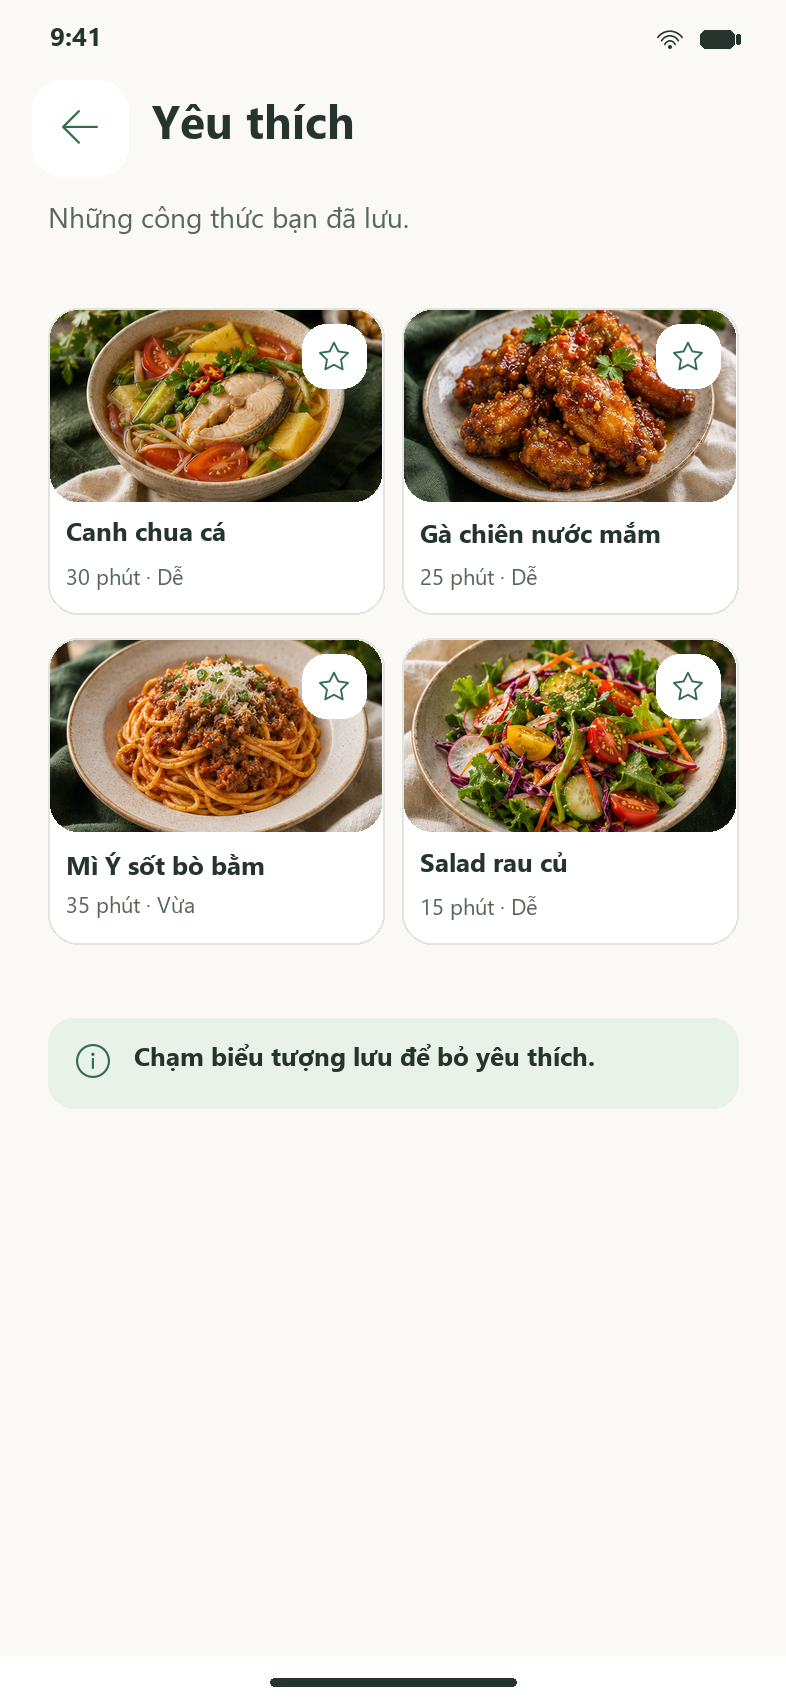 9:41
Yêu thích
Những công thức bạn đã lưu.
Canh chua cá
30 phút · Dễ
Gà chiên nước mắm
25 phút · Dễ
Mì Ý sốt bò bằm
35 phút · Vừa
Salad rau củ
15 phút · Dễ
Chạm biểu tượng lưu để bỏ yêu thích.